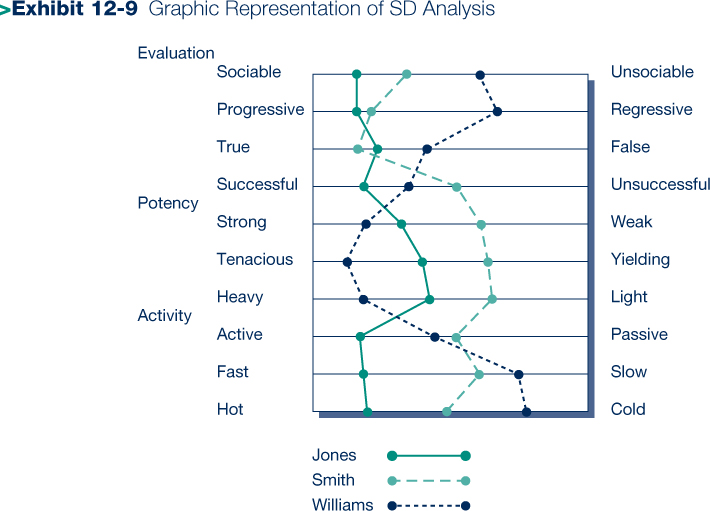 >Exhibit 12-9 Graphic Representation of SD Analysis
Evaluation
Sociable Unsociable
Progressive Regressive
True False
Successful Unsuccessful
Potency
Strong Weak
Tenacious Yielding
Heavy Light
Activity
Active Passive
Fast Slow
Hot Cold
Jones
Smith
Williams